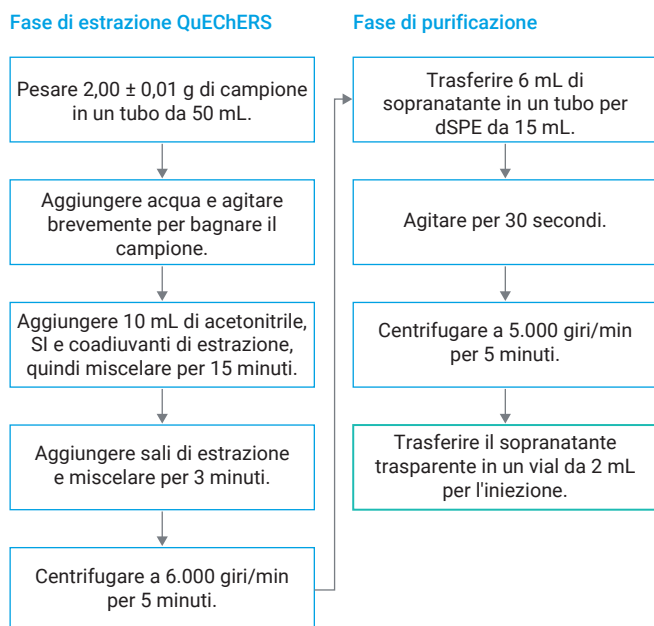 Fase di estrazione QuEChERS
Pesare 2,00 ± 0,01 g di campione
in un tubo da 50 mL.
Aggiungere acqua e agitare
brevemente per bagnare il
campione.
Aggiungere 10 mL di acetonitrile,
SI e coadiuvanti di estrazione,
quindi miscelare per 15 minuti.
Aggiungere sali di estrazione
e miscelare per 3 minuti.
Centrifugare a 6.000 giri/min
per 5 minuti.
Fase di purificazione
Trasferire 6 mL di
sopranatante in un tubo per
dSPE da 15 mL.
Agitare per 30 secondi.
Centrifugare a 5.000 giri/min
per 5 minuti.
Trasferire il sopranatante
trasparente in un vial da 2 mL
per l'iniezione.